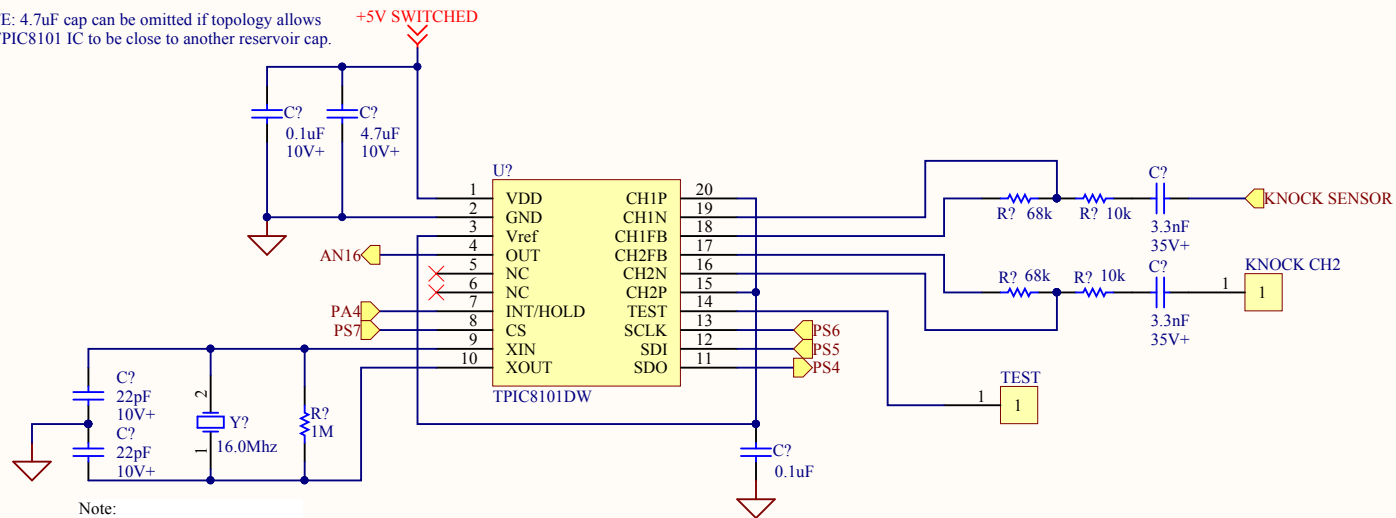 E: 4.7uF cap can be omitted if topology allows
TPIC8101 IC to be close to another reservoir cap.
+5V SWITCHED
C?
0.1uF
10V+
C?
4.7uF
10V+
U?
1 VDD CH1P 20
2 GND CH1N 19
3 Vref CH1FB 18
4 OUT CH2FB 17
5 NC CH2N 16
6 NC CH2P 15
7 INT/HOLD TEST 14
8 CS SCLK 13
9 XIN SDI 12
10 XOUT SDO 11
TPIC8101DW
AN16
PA4
PS7
PS6
PS5
PS4
R? 68k
R? 10k
C?
3.3nF
35V+
KNOCK SENSOR
R? 68k
R? 10k
C?
3.3nF
35V+
KNOCK CH2
1 1
TEST
1 1
C?
22pF
10V+
C?
22pF
10V+
2
Y?
1
16.0Mhz
R?
1M
C?
0.1uF
Note: